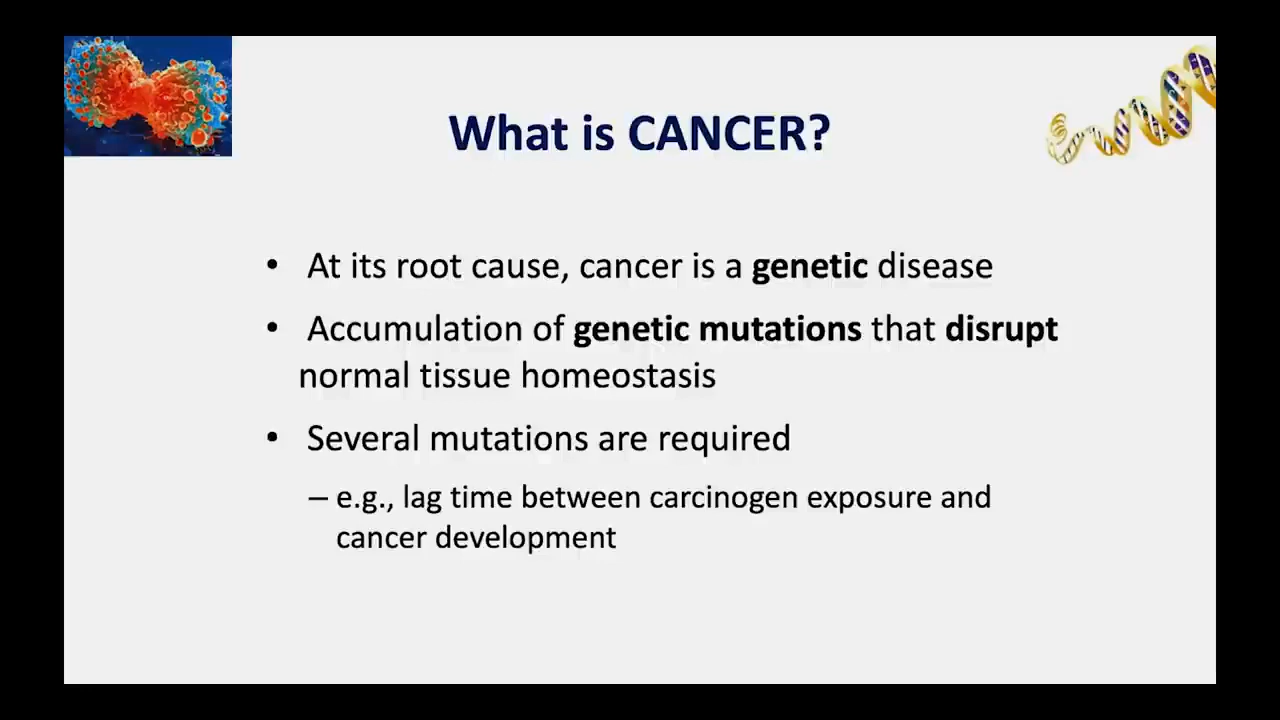 What is CANCER?
• At its root cause, cancer is a genetic disease
• Accumulation of genetic mutations that disrupt
normal tissue homeostasis
• Several mutations are required
– e.g., lag time between carcinogen exposure and
cancer development